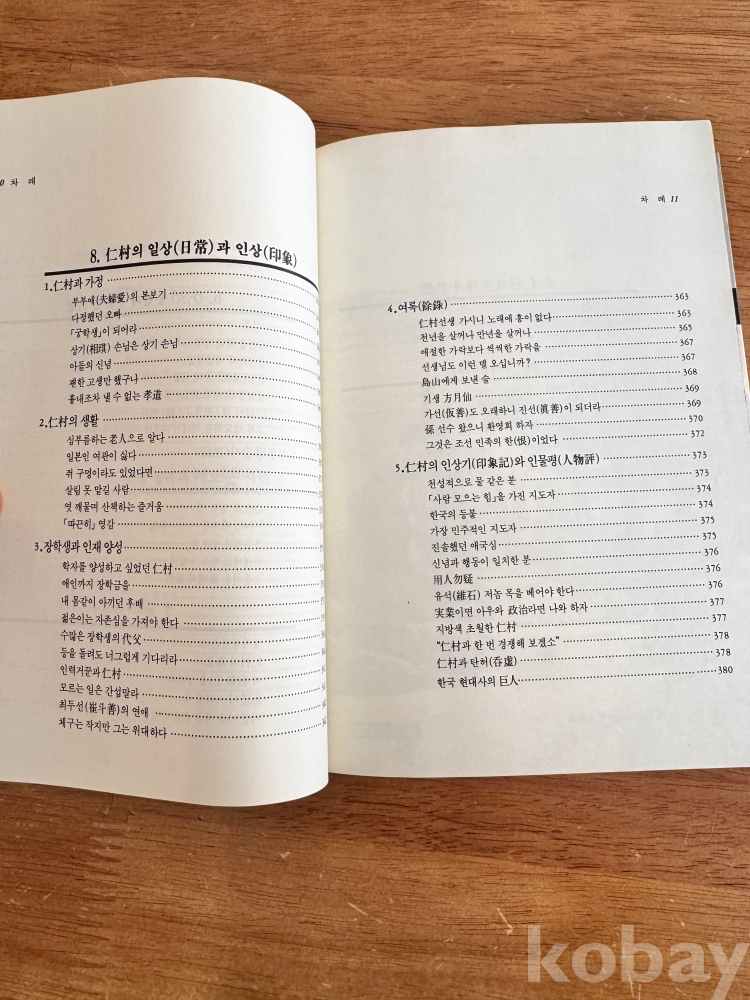 0 차 례
8. 仁村의 일상(日常)과 인상(印象)
1. 仁村과 가정
부부애(夫婦愛)의 본보기
다정했던 오빠
「궁학생」이 되어라
상기(相琪) 손님은 상기 손님
아들의 신념
괜한 고생만 했구나
흉내조차 낼 수 없는 孝道
2. 仁村의 생활
심부름하는 老人으로 알다
일본인 여관이 싫다
쥐 구멍이라도 있었다면
살림 못 맡길 사람
엿 깨물며 산책하는 즐거움
「따끈히」 영감
3. 장학생과 인재 양성
학자를 양성하고 싶었던 仁村
애인까지 장학금을
내 몸같이 아끼던 후배
젊은이는 자존심을 가져야 한다
수많은 장학생의 代父
등을 돌려도 너그럽게 기다리라
인력거꾼과 仁村
모르는 일은 간섭말라
최두선(崔斗善)의 연애
체구는 작지만 그는 위대하다
차 례 11
4. 여록(餘錄) 363
仁村선생 가시니 노래에 흥이 없다 363
천년을 살꺼나 만년을 살꺼나 365
애절한 가락보다 씩씩한 가락을 367
선생님도 이런 델 오십니까? 367
鳥山에게 보낸 술 368
기생 方月仙 369
가선(仮善)도 오래하니 진선(眞善)이 되더라 369
孫 선수 왔으니 환영회 하자 370
그것은 조선 민족의 한(恨)이었다 372
5. 仁村의 인상기(印象記)와 인물평(人物評) 373
천성적으로 물 같은 분 373
「사람 모으는 힘」을 가진 지도자 374
한국의 등불 374
가장 민주적인 지도자 375
진솔했던 애국심 375
신념과 행동이 일치한 분 376
用人勿疑 376
유석(維石) 저놈 목을 베어야 한다 376
実業이면 아우와 政治라면 나와 하자 377
지방색 초월한 仁村 377
"仁村과 한 번 경쟁해 보겠소" 378
仁村과 탄허(呑虛) 378
한국 현대사의 巨人 380
kobay